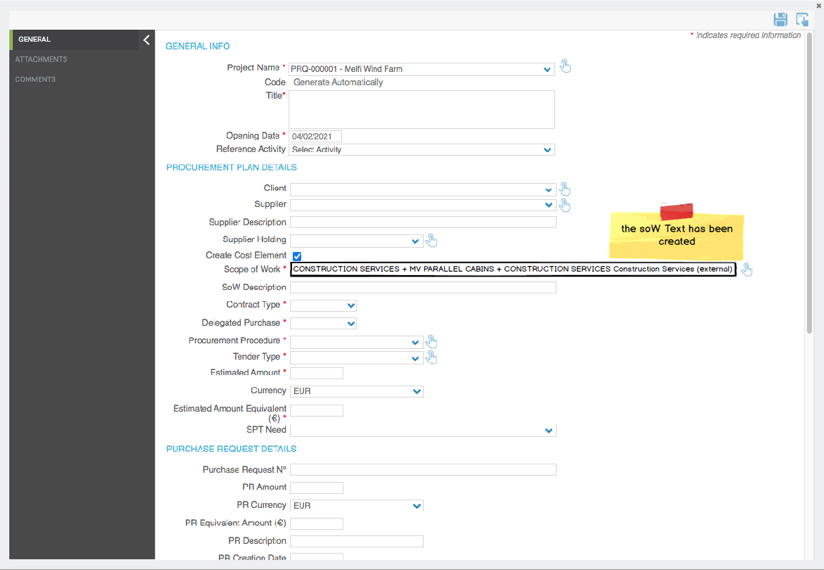 * Indicates required information
GENERAL
ATTACHMENTS
COMMENTS
GENERAL INFO
Project Name * PRQ-000001 - Melfi Wind Farm
Code Generate Automatically
Title*
Opening Date * 04/02/2021
Reference Activity Select Activity
PROCUREMENT PLAN DETAILS
Client
Supplier
Supplier Description
Supplier Holding
Create Cost Element
Scope of Work * CONSTRUCTION SERVICES + MV PARALLEL CABINS + CONSTRUCTION SERVICES Construction Services (external)
the soW Text has been
created
SoW Description
Contract Type *
Delegated Purchase *
Procurement Procedure *
Tender Type *
Estimated Amount *
Currency EUR
Estimated Amount Equivalent
(€) *
SPT Need
PURCHASE REQUEST DETAILS
Purchase Request N°
PR Amount
PR Currency EUR
PR Equivalent Amount (€)
PR Description
PR Creation Date